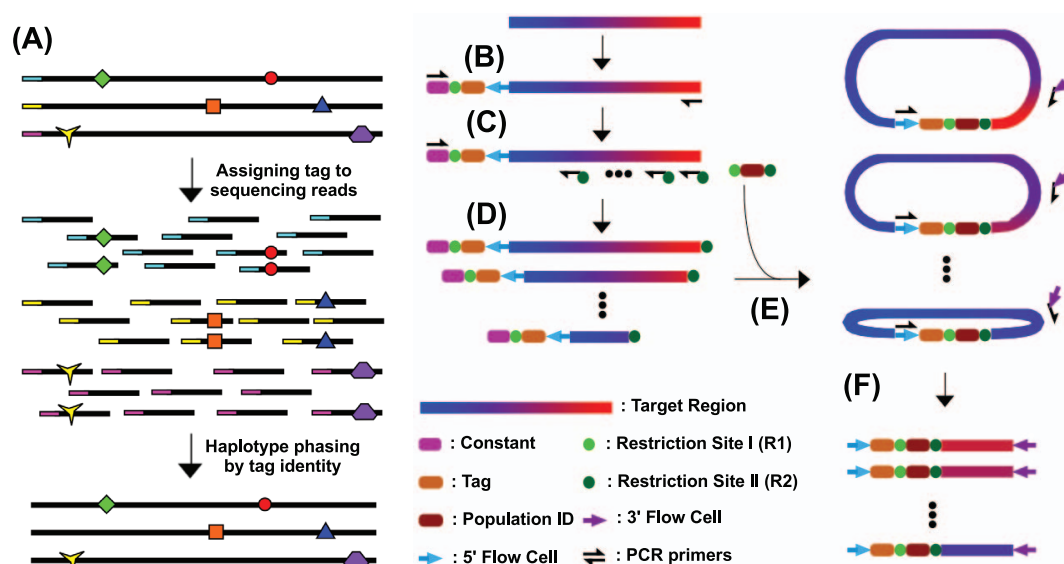 (A)
Assigning tag to
sequencing reads
Haplotype phasing
by tag identity
(B)
(C)
(D)
(E)
(F)
: Target Region
: Constant
: Restriction Site I (R1)
: Tag
: Restriction Site II (R2)
: Population ID
: 3' Flow Cell
: 5' Flow Cell
: PCR primers